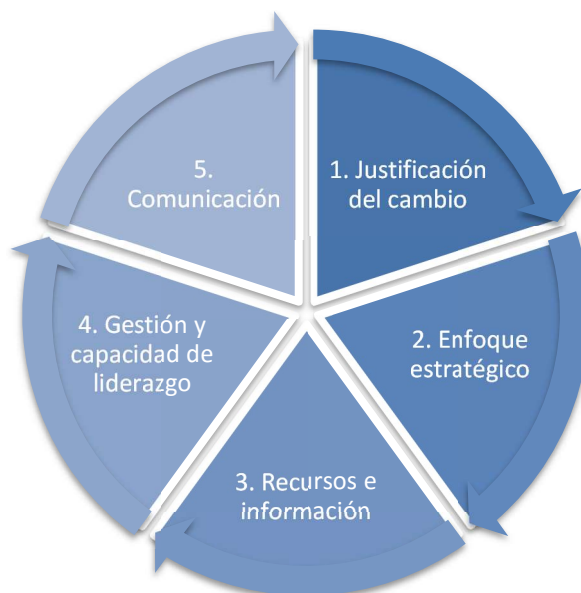 1. Justificación
del cambio
2. Enfoque
estratégico
3. Recursos e
información
4. Gestión y
capacidad de
liderazgo
5.
Comunicación